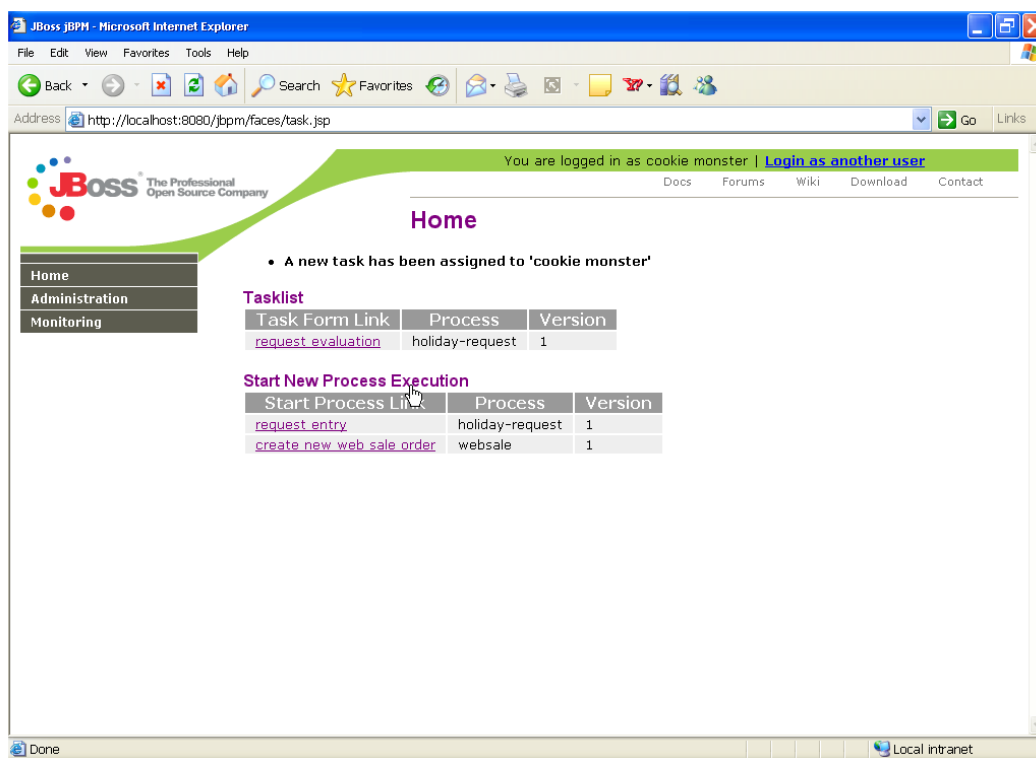 JBoss jBPM - Microsoft Internet Explorer
File Edit View Favorites Tools Help
Back Search Favorites
Address http://localhost:8080/jbpm/faces/task.jsp Go Links
You are logged in as cookie monster | Login as another user
JBoss® The Professional Open Source Company
Docs Forums Wiki Download Contact
Home
• A new task has been assigned to 'cookie monster'
Home
Administration
Monitoring
Tasklist
Task Form Link Process Version
request evaluation holiday-request 1
Start New Process Execution
Start Process Link Process Version
request entry holiday-request 1
create new web sale order websale 1
Done Local intranet